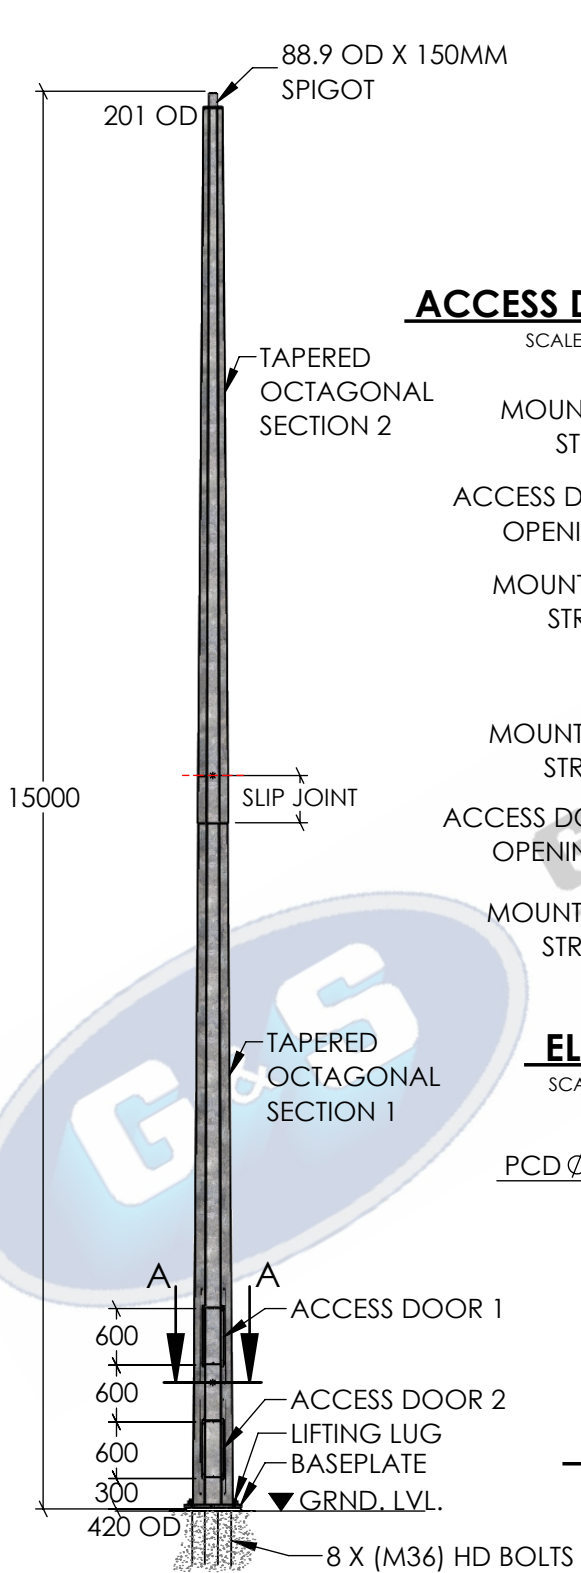 88.9 OD X 150MM
SPIGOT
201 OD
ACCESS D
SCALE
TAPERED
OCTAGONAL
SECTION 2
MOUN
ST
ACCESS D
OPENI
MOUNT
STR
15000
SLIP JOINT
MOUNT
STR
ACCESS DO
OPENIN
MOUNT
STR
G & S
TAPERED
OCTAGONAL
SECTION 1
EL
SCA
PCD Ø
A
A
600
ACCESS DOOR 1
600
600
ACCESS DOOR 2
LIFTING LUG
BASEPLATE
300
GRND. LVL.
420 OD
8 X (M36) HD BOLTS